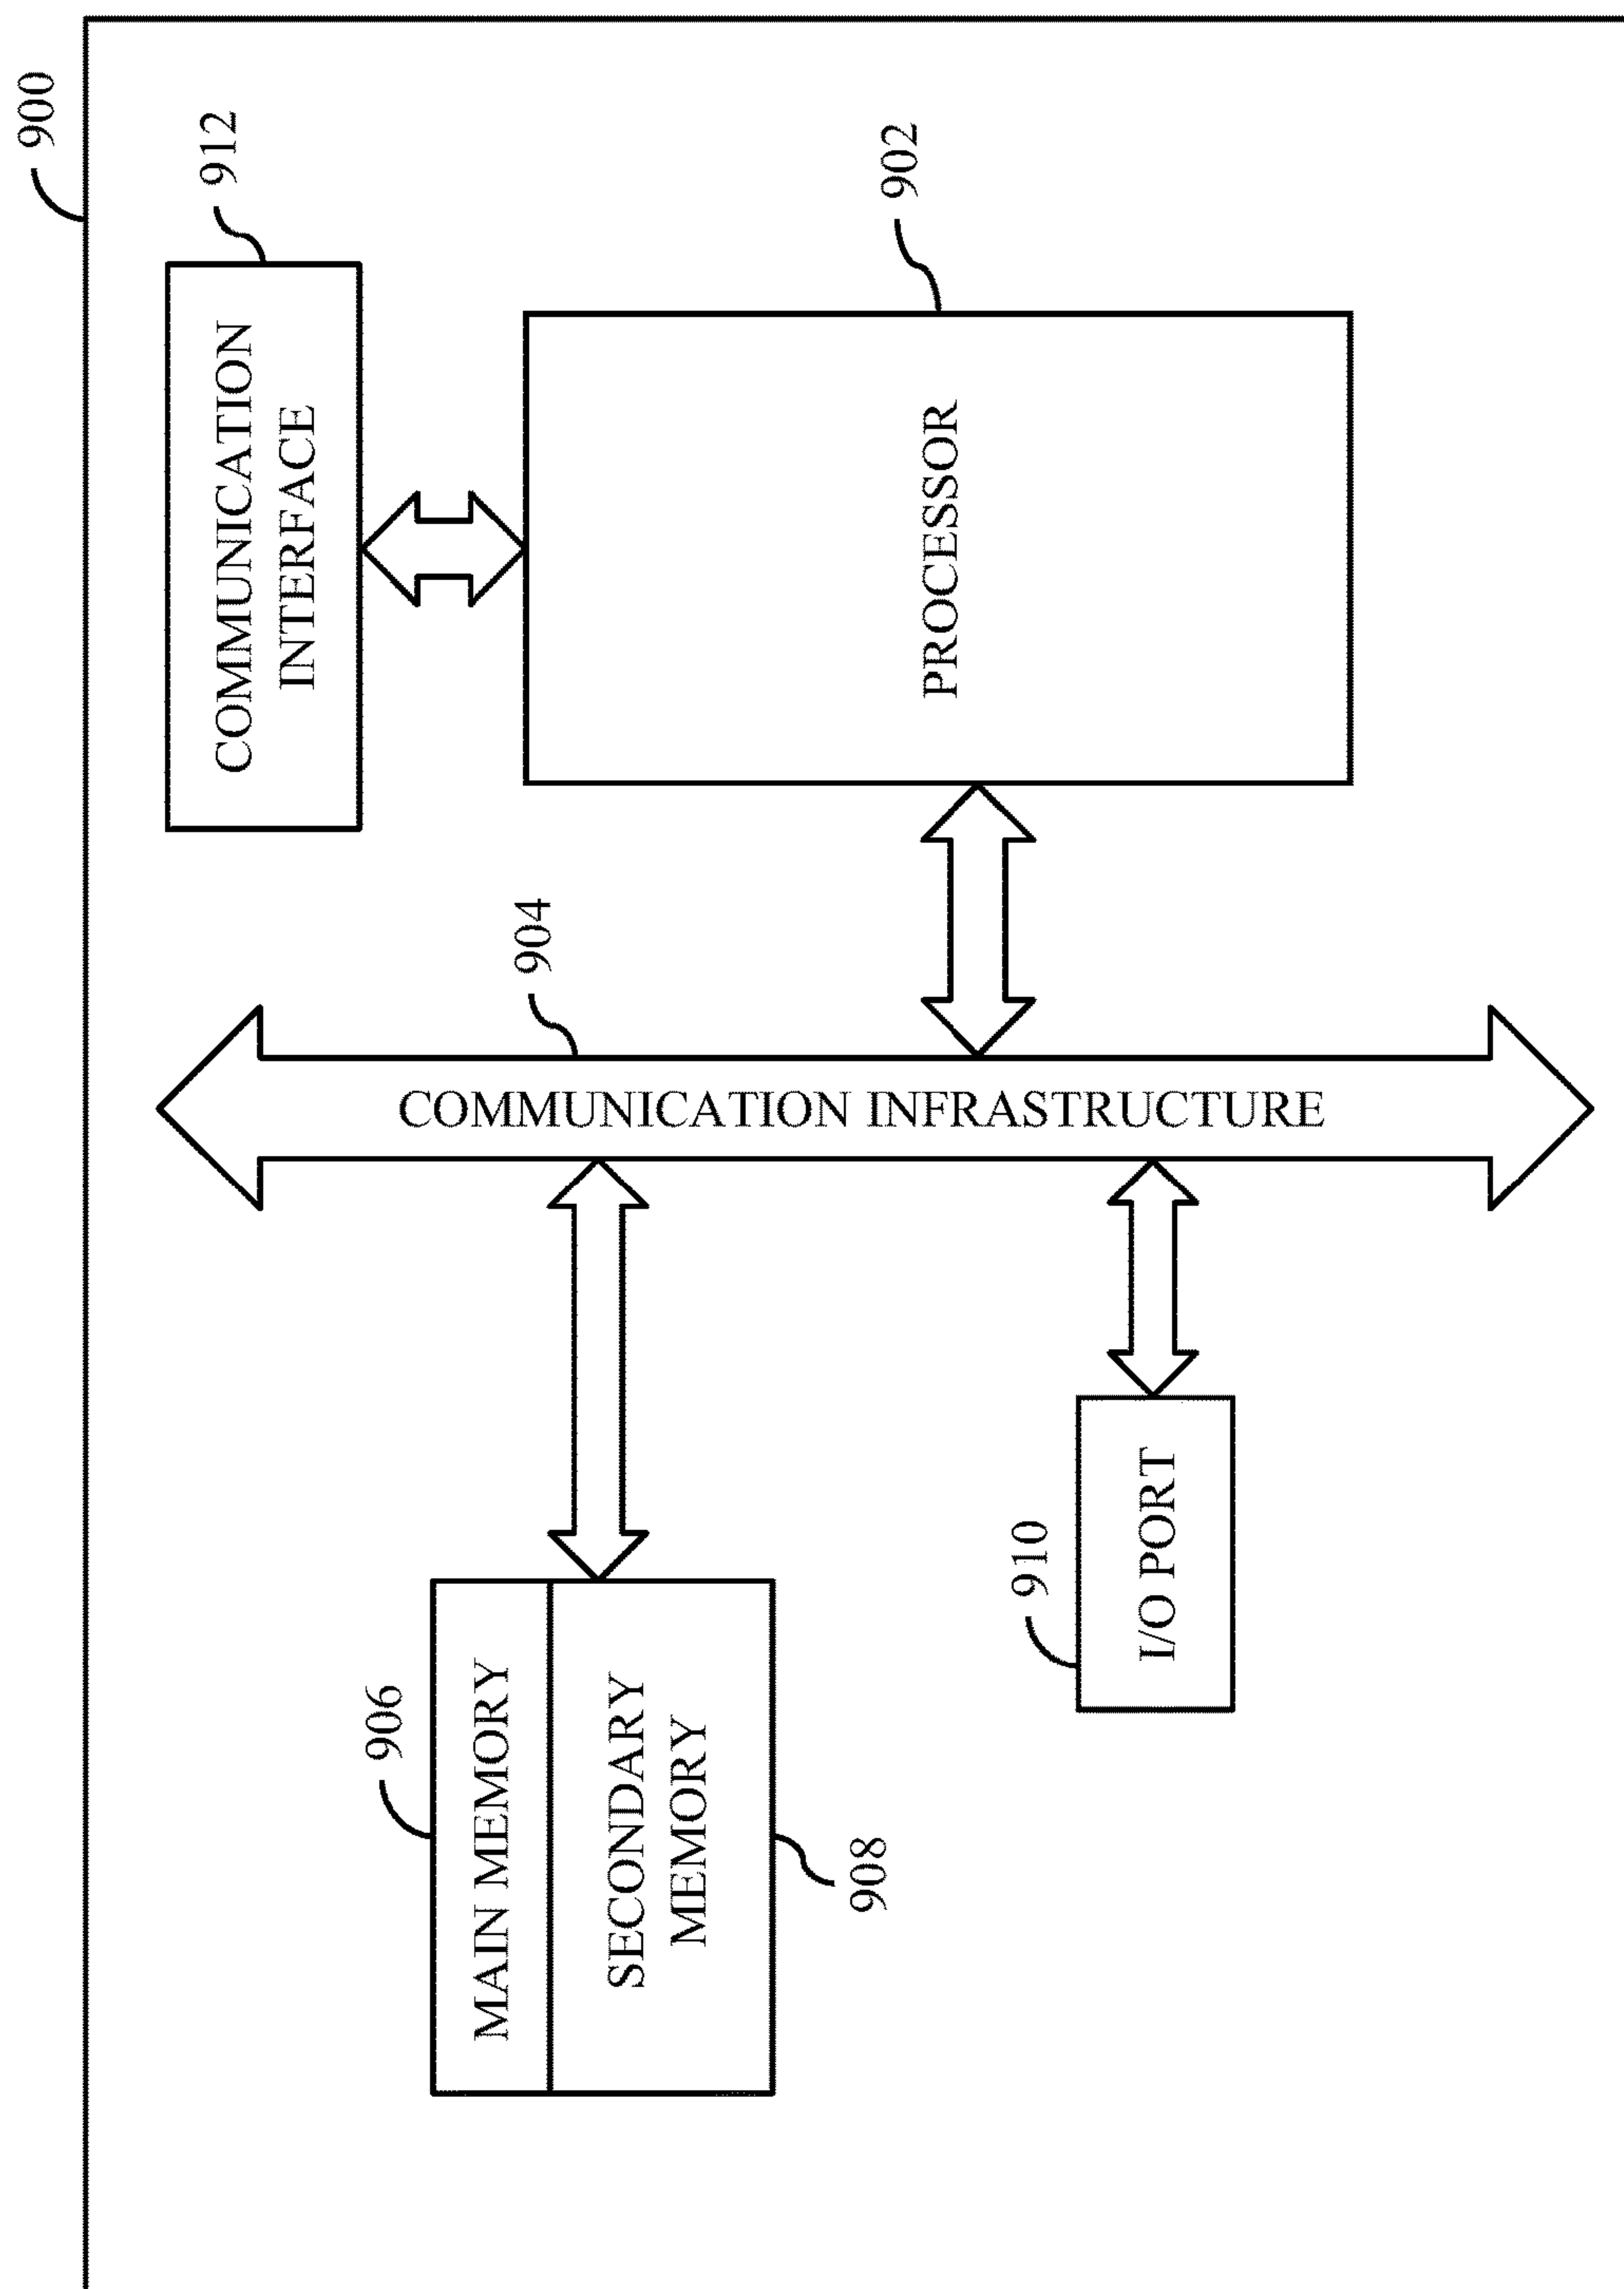 900
912
COMMUNICATION
INTERFACE
902
PROCESSOR
904
COMMUNICATION INFRASTRUCTURE
906
MAIN MEMORY
SECONDARY
MEMORY
908
910
I/O PORT